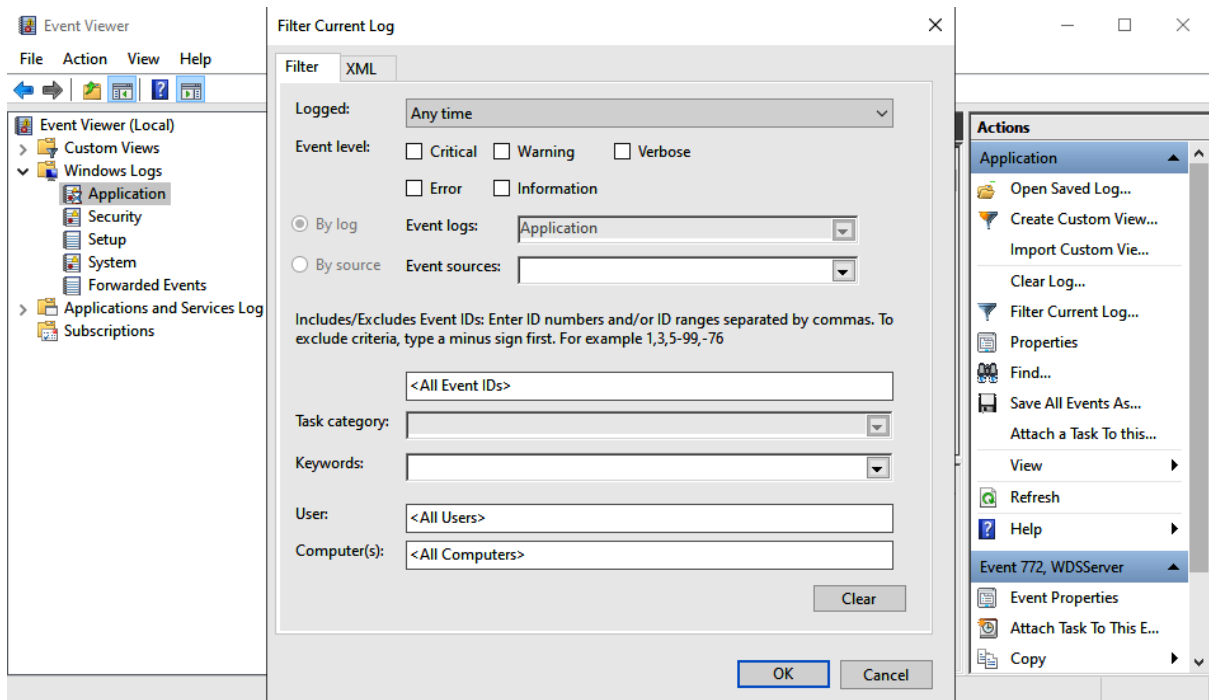 Event Viewer
File Action View Help
Event Viewer (Local)
Custom Views
Windows Logs
Application
Security
Setup
System
Forwarded Events
Applications and Services Log
Subscriptions
Filter Current Log
Filter XML
Logged: Any time
Event level: Critical Warning Verbose
Error Information
By log Event logs: Application
By source Event sources:
Includes/Excludes Event IDs: Enter ID numbers and/or ID ranges separated by commas. To
exclude criteria, type a minus sign first. For example 1,3,5-99,-76
<All Event IDs>
Task category:
Keywords:
User: <All Users>
Computer(s): <All Computers>
Clear
OK Cancel
Actions
Application
Open Saved Log...
Create Custom View...
Import Custom Vie...
Clear Log...
Filter Current Log...
Properties
Find...
Save All Events As...
Attach a Task To this...
View
Refresh
Help
Event 772, WDSServer
Event Properties
Attach Task To This E...
Copy